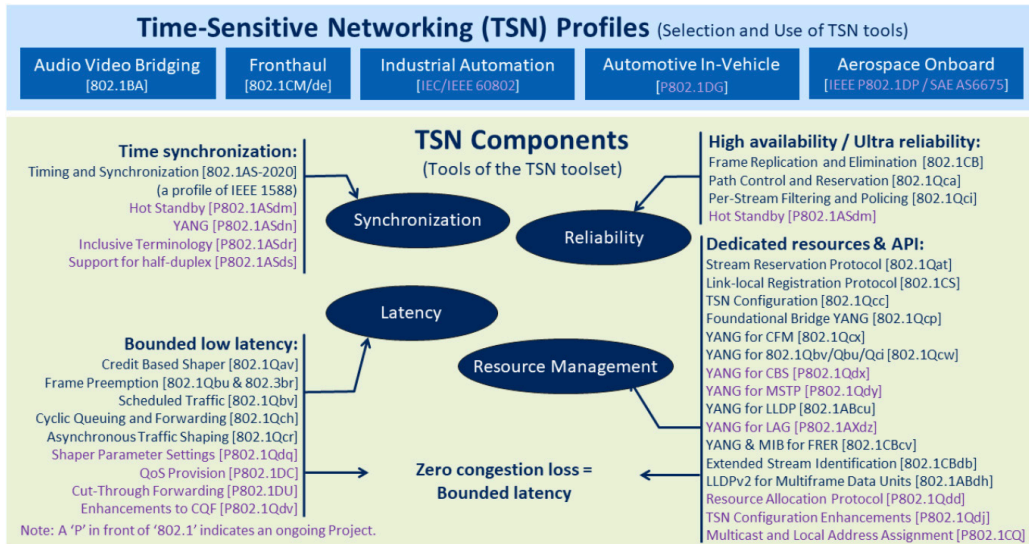 Time-Sensitive Networking (TSN) Profiles (Selection and Use of TSN tools)
Audio Video Bridging
[802.1BA]
Fronthaul
[802.1CM/de]
Industrial Automation
[IEC/IEEE 60802]
Automotive In-Vehicle
[P802.1DG]
Aerospace Onboard
[IEEE P802.1DP / SAE AS6675]
TSN Components
(Tools of the TSN toolset)
Time synchronization:
Timing and Synchronization [802.1AS-2020]
(a profile of IEEE 1588)
Hot Standby [P802.1ASdm]
YANG [P802.1ASdn]
Inclusive Terminology [P802.1ASdr]
Support for half-duplex [P802.1ASds]
Synchronization
Reliability
Latency
Resource Management
High availability / Ultra reliability:
Frame Replication and Elimination [802.1CB]
Path Control and Reservation [802.1Qca]
Per-Stream Filtering and Policing [802.1Qci]
Hot Standby [P802.1ASdm]
Bounded low latency:
Credit Based Shaper [802.1Qav]
Frame Preemption [802.1Qbu & 802.3br]
Scheduled Traffic [802.1Qbv]
Cyclic Queuing and Forwarding [802.1Qch]
Asynchronous Traffic Shaping [802.1Qcr]
Shaper Parameter Settings [P802.1Qdq]
QoS Provision [P802.1DC]
Cut-Through Forwarding [P802.1DU]
Enhancements to CQF [P802.1Qdv]
Note: A 'P' in front of '802.1' indicates an ongoing Project.
Zero congestion loss =
Bounded latency
Dedicated resources & API:
Stream Reservation Protocol [802.1Qat]
Link-local Registration Protocol [802.1CS]
TSN Configuration [802.1Qcc]
Foundational Bridge YANG [802.1Qcp]
YANG for CFM [802.1Qcx]
YANG for 802.1Qbv/Qbu/Qci [802.1Qcw]
YANG for CBS [P802.1Qdx]
YANG for MSTP [P802.1Qdy]
YANG for LLDP [802.1ABcu]
YANG for LAG [P802.1AXdz]
YANG & MIB for FRER [802.1CBcv]
Extended Stream Identification [802.1CBdb]
LLDPv2 for Multiframe Data Units [802.1ABdh]
Resource Allocation Protocol [P802.1Qdd]
TSN Configuration Enhancements [P802.1Qdj]
Multicast and Local Address Assignment [P802.1CQ]